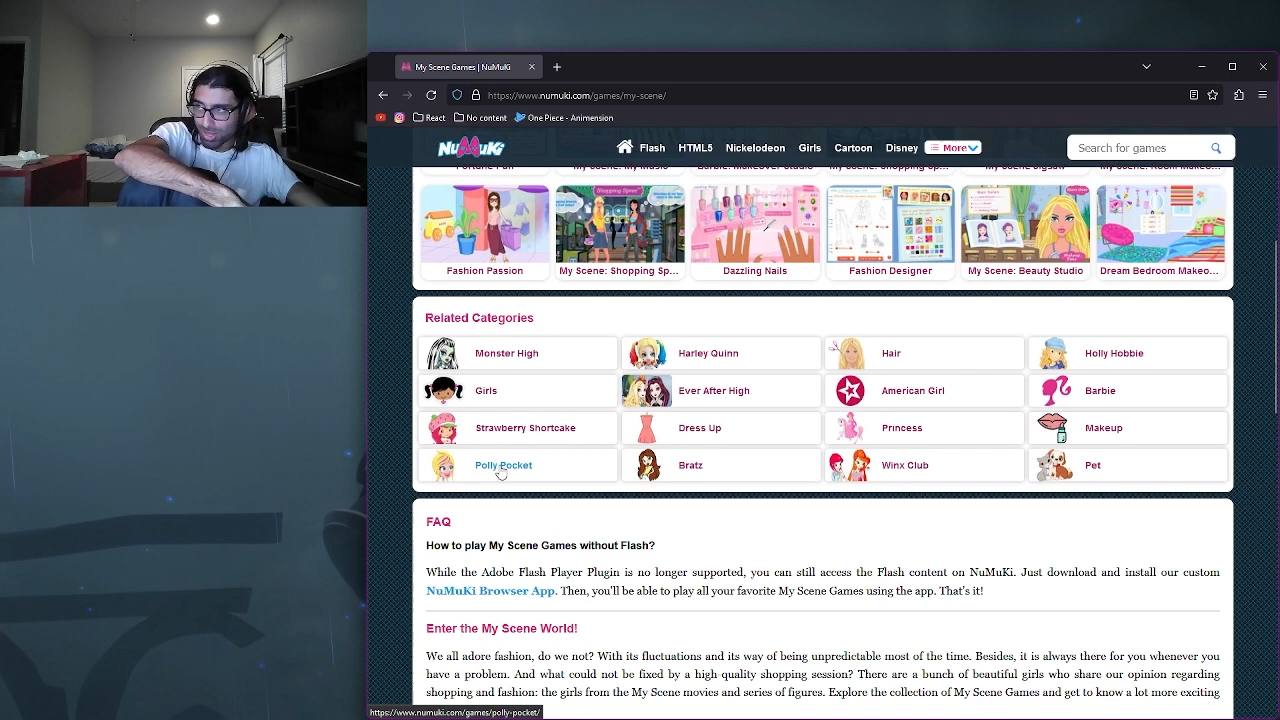 My Scene Games | NuMuKi
https://www.numuki.com/games/my-scene/
React
No content
One Piece - Animension
NuMuKi
Flash
HTML5
Nickelodeon
Girls
Cartoon
Disney
More
Search for games
Fashion Passion
My Scene: Shopping Sp...
Dazzling Nails
Fashion Designer
My Scene: Beauty Studio
Dream Bedroom Makeo...
Related Categories
Monster High
Harley Quinn
Hair
Holly Hobbie
Girls
Ever After High
American Girl
Barbie
Strawberry Shortcake
Dress Up
Princess
Makeup
Polly Pocket
Bratz
Winx Club
Pet
FAQ
How to play My Scene Games without Flash?
While the Adobe Flash Player Plugin is no longer supported, you can still access the Flash content on NuMuKi. Just download and install our custom
NuMuKi Browser App. Then, you'll be able to play all your favorite My Scene Games using the app. That's it!
Enter the My Scene World!
We all adore fashion, do we not? With its fluctuations and its way of being unpredictable most of the time. Besides, it is always there for you whenever you
have a problem. And what could not be fixed by a high-quality shopping session? There are a bunch of beautiful girls who share our opinion regarding
shopping and fashion: the girls from the My Scene movies and series of figures. Explore the collection of My Scene Games and get to know a lot more exciting
https://www.numuki.com/games/polly-pocket/